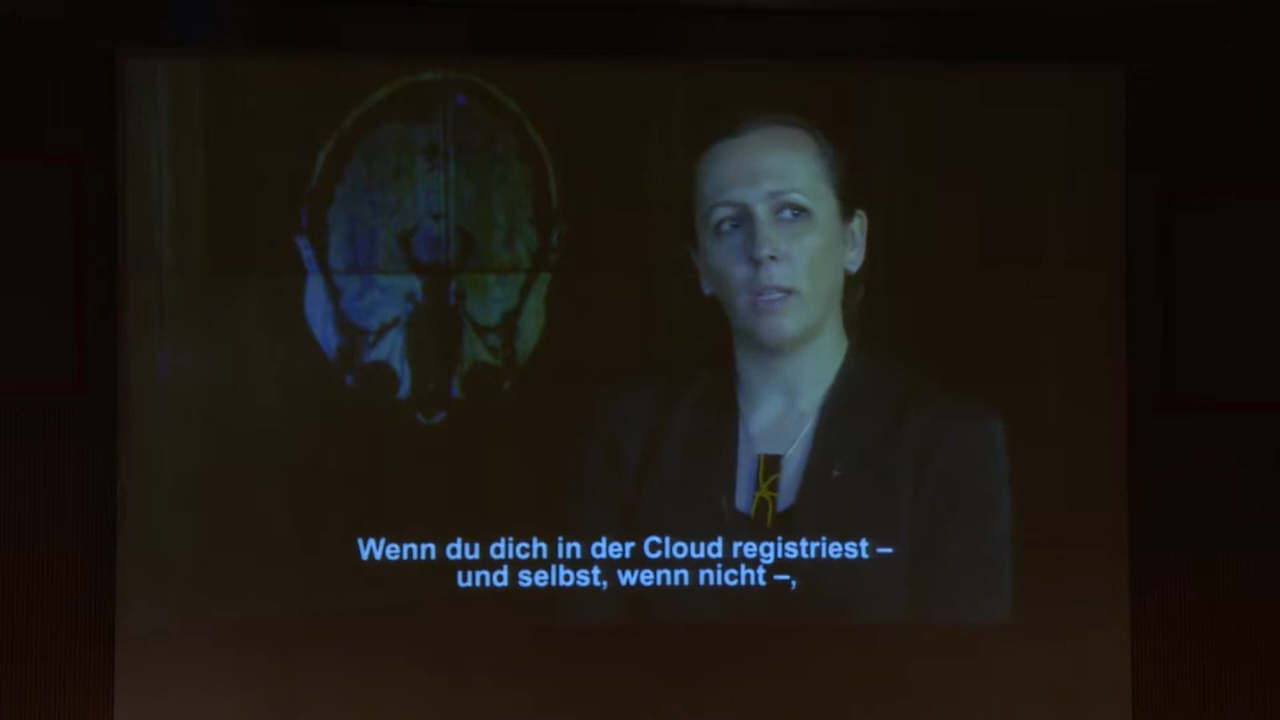 Wenn du dich in der Cloud registriest –
und selbst, wenn nicht –,